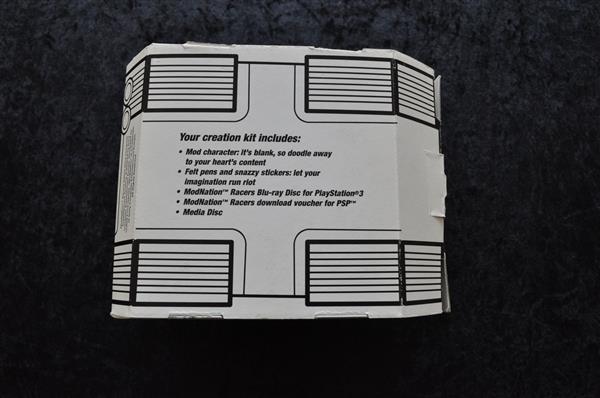 Your creation kit includes:
• Mod character: it's blank, so doodle away
to your heart's content
• Felt pens and snazzy stickers: let your
imagination run riot
• ModNation™ Racers Blu-ray Disc for PlayStation®3
• ModNation™ Racers download voucher for PSP™
• Media Disc